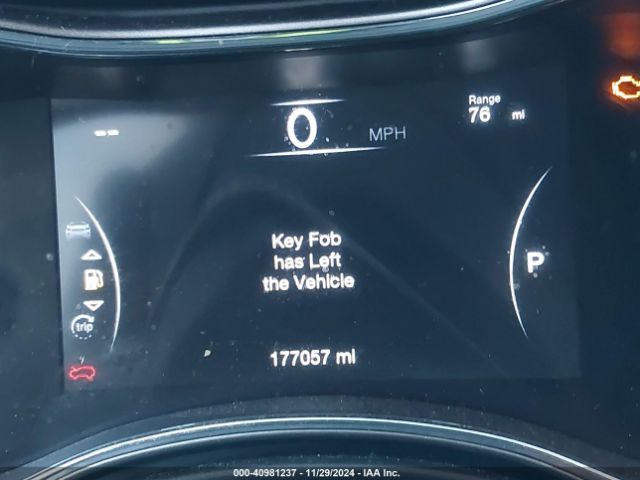 Range
76 mi
--
0 MPH
Key Fob
has Left
the Vehicle
P
trip
177057 mi
000-40981237 - 11/29/2024 - IAA Inc.